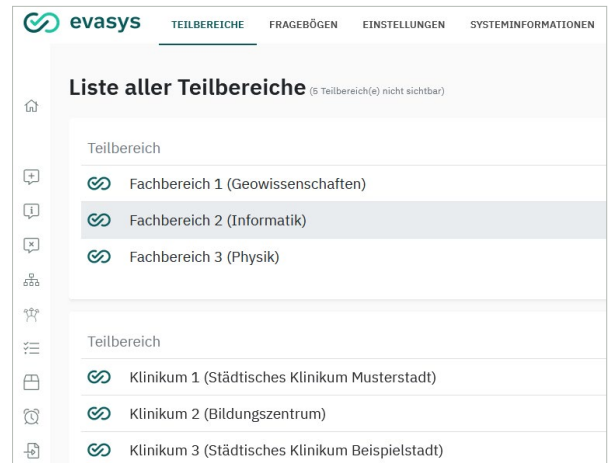 evasys TEILBEREICHE FRAGEBÖGEN EINSTELLUNGEN SYSTEMINFORMATIONEN
Liste aller Teilbereiche (5 Teilbereich(e) nicht sichtbar)
Teilbereich
Fachbereich 1 (Geowissenschaften)
Fachbereich 2 (Informatik)
Fachbereich 3 (Physik)
Teilbereich
Klinikum 1 (Städtisches Klinikum Musterstadt)
Klinikum 2 (Bildungszentrum)
Klinikum 3 (Städtisches Klinikum Beispielstadt)